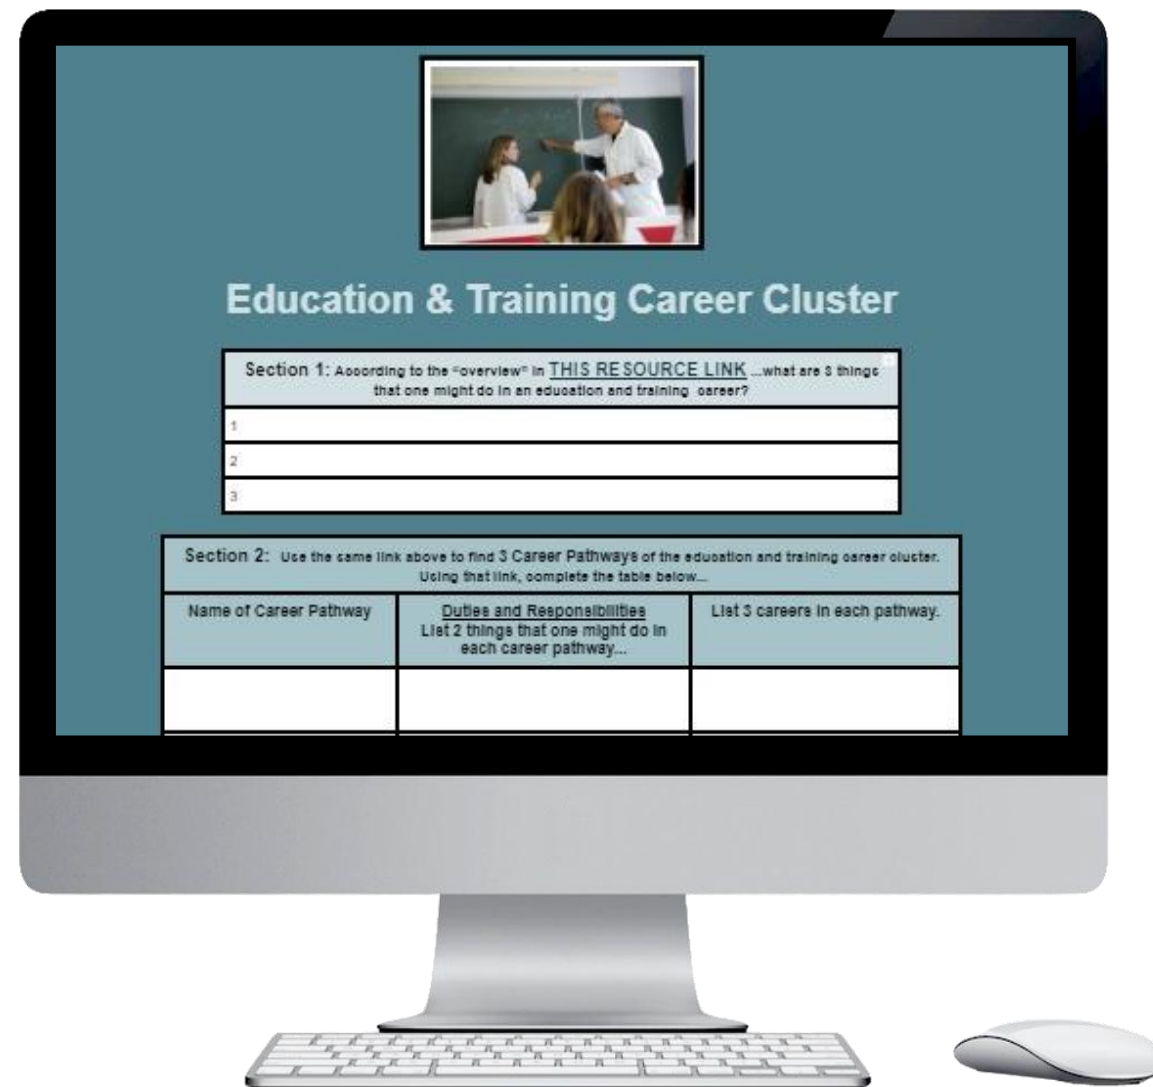 Education & Training Career Cluster
Section 1: According to the "overview" in THIS RESOURCE LINK ...what are 3 things
that one might do in an education and training career?
1
2
3
Section 2: Use the same link above to find 3 Career Pathways of the education and training career cluster.
Using that link, complete the table below...
Name of Career Pathway
Duties and Responsibilities
List 2 things that one might do in
each career pathway...
List 3 careers in each pathway.